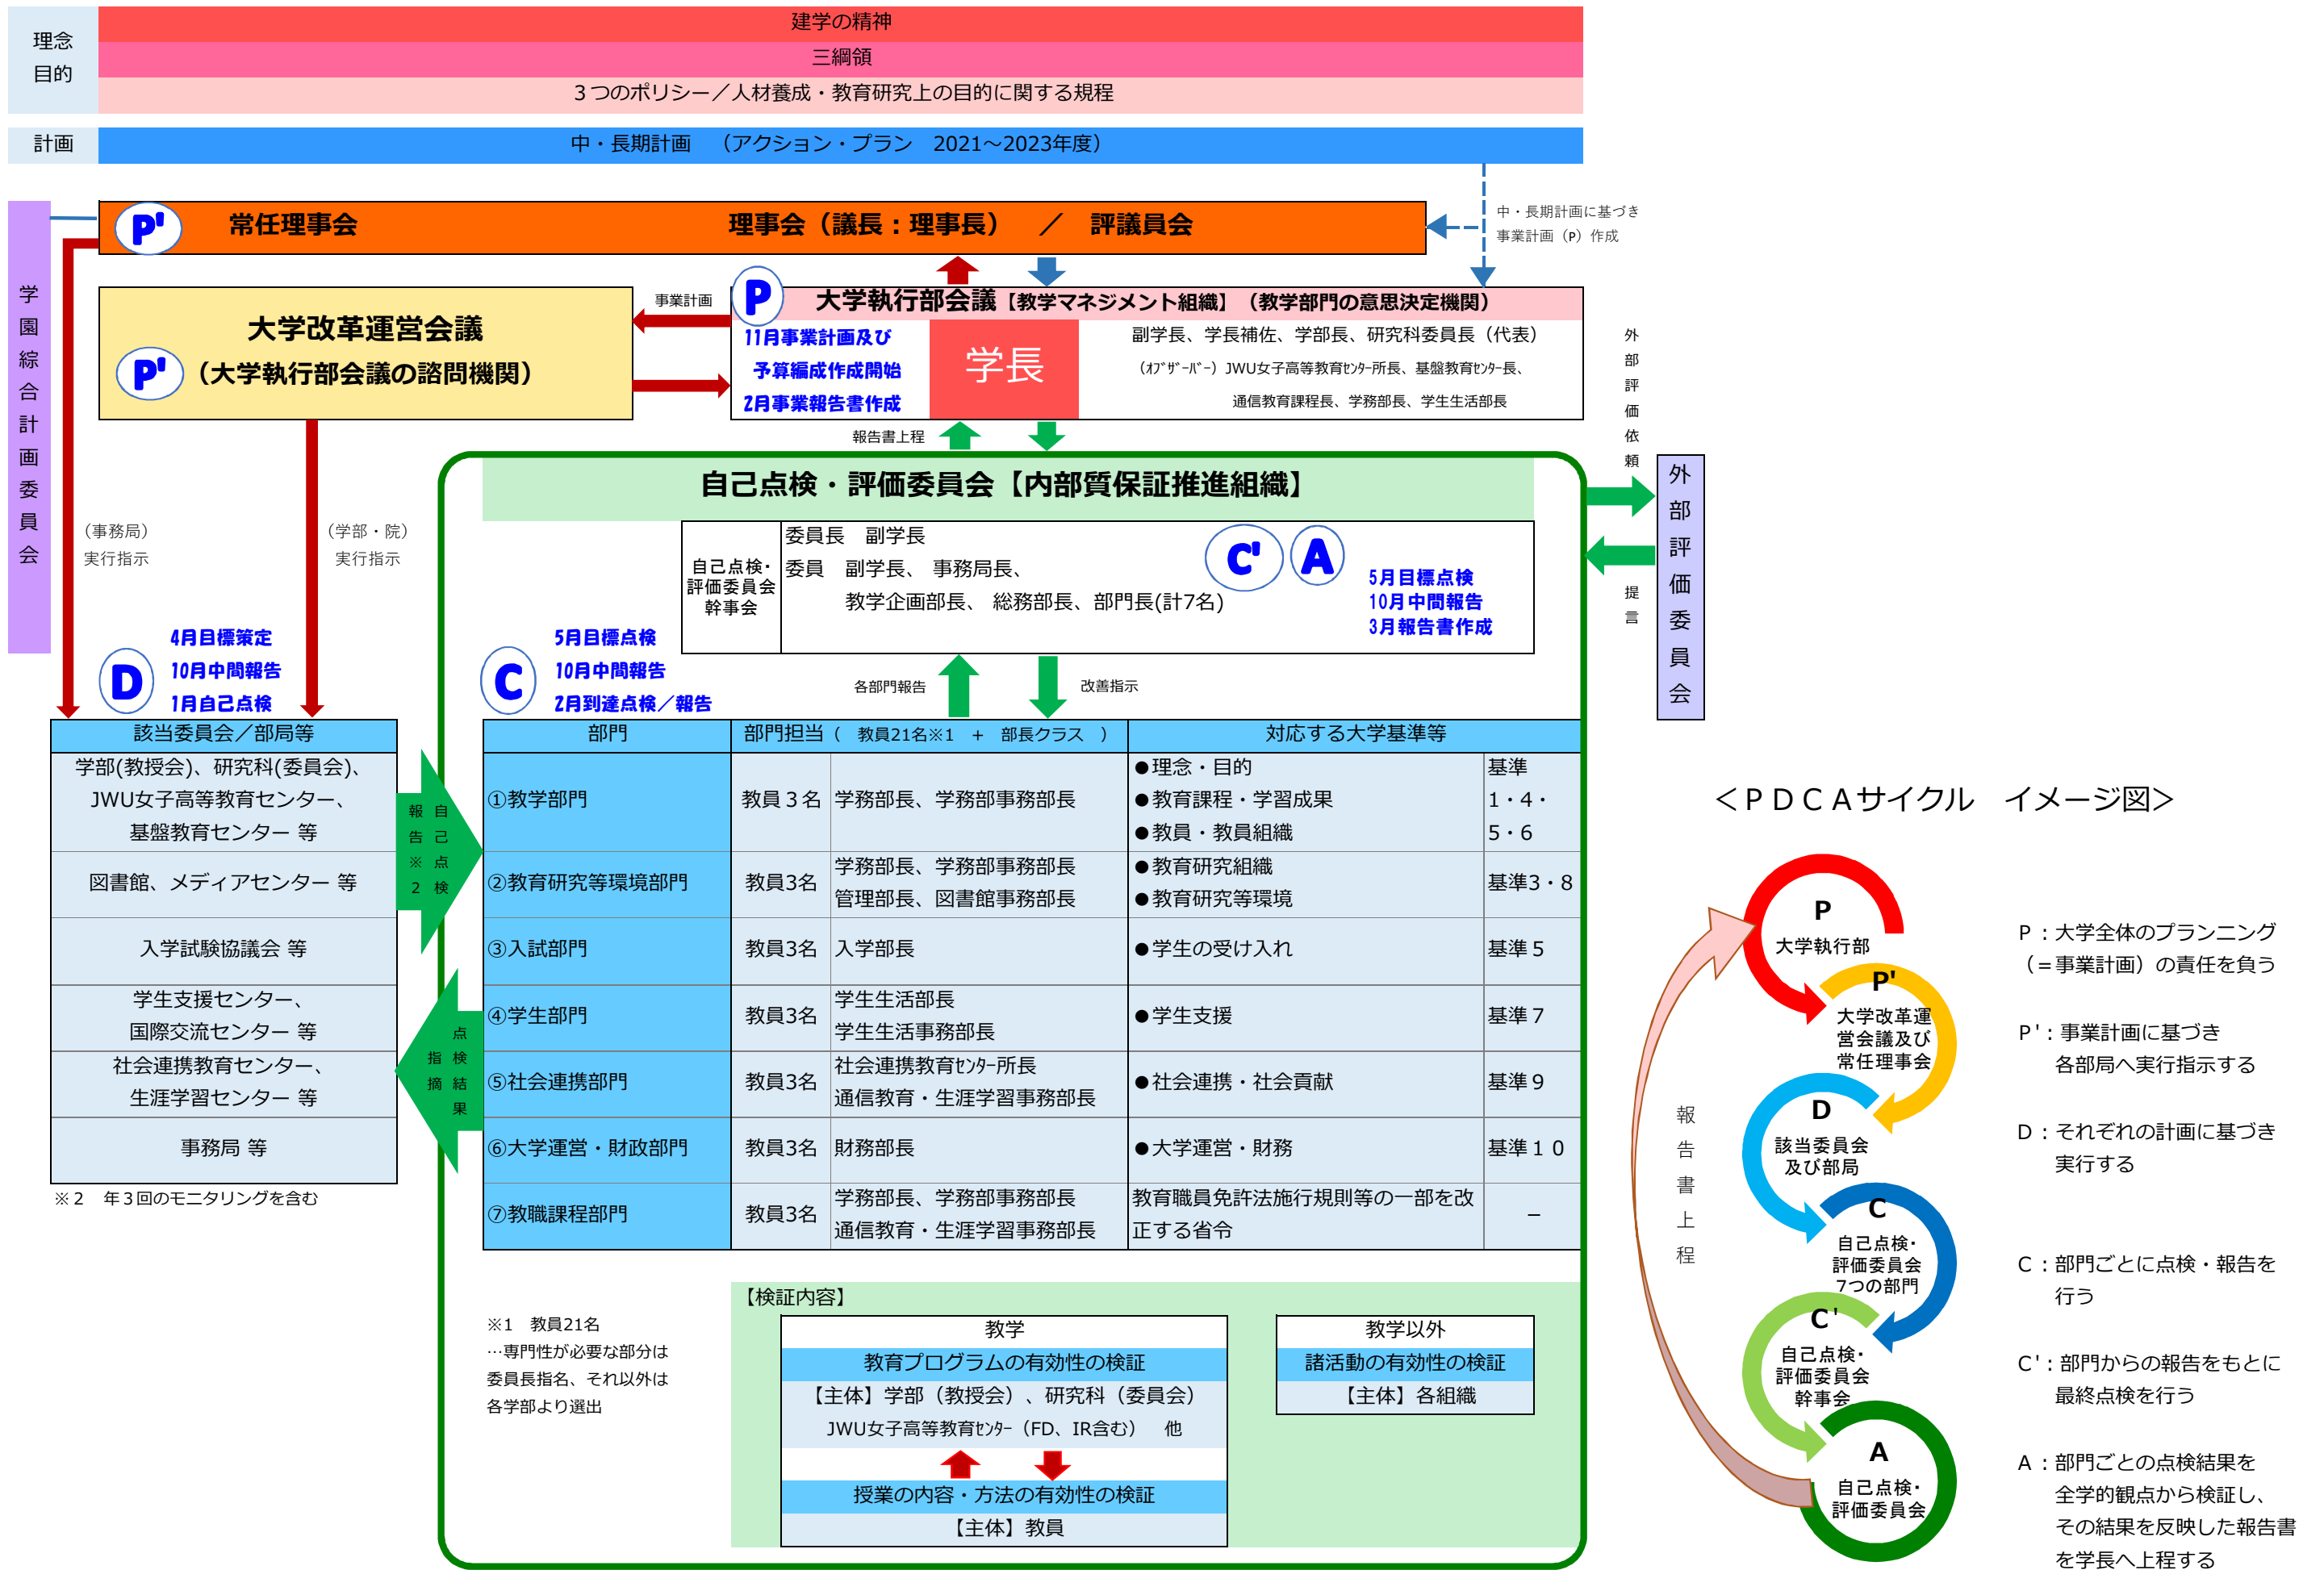 理念
目的
建学の精神
三綱領
３つのポリシー／人材養成・教育研究上の目的に関する規程
計画
中・長期計画　（アクション・プラン　2021～2023年度）
学園綜合計画委員会
P'
常任理事会
理事会（議長：理事長）　／　評議員会
中・長期計画に基づき
事業計画（P）作成
大学改革運営会議
P'
（大学執行部会議の諮問機関）
事業計画
P
大学執行部会議【教学マネジメント組織】（教学部門の意思決定機関）
11月事業計画及び
予算編成作成開始
2月事業報告書作成
学長
副学長、学長補佐、学部長、研究科委員長（代表）
（ｵﾌﾞｻﾞｰﾊﾞｰ）JWU女子高等教育ｾﾝﾀｰ所長、基盤教育ｾﾝﾀｰ長、
通信教育課程長、学務部長、学生生活部長
報告書上程
外部評価依頼
外部評価委員会
提言
（事務局）
実行指示
（学部・院）
実行指示
自己点検・評価委員会【内部質保証推進組織】
自己点検・
評価委員会
幹事会
委員長　副学長
委員　副学長、 事務局長、
教学企画部長、 総務部長、部門長(計7名)
C'
A
5月目標点検
10月中間報告
3月報告書作成
D
4月目標策定
10月中間報告
1月自己点検
C
5月目標点検
10月中間報告
2月到達点検／報告
各部門報告
改善指示
該当委員会／部局等
学部(教授会)、研究科(委員会)、
JWU女子高等教育センター、
基盤教育センター 等
図書館、メディアセンター 等
入学試験協議会 等
学生支援センター、
国際交流センター 等
社会連携教育センター、
生涯学習センター 等
事務局 等
※２　年３回のモニタリングを含む
自己点検
報告※2
点検結果
指摘
部門
部門担当（　教員21名※1　+　部長クラス　）
対応する大学基準等
①教学部門
教員３名
学務部長、学務部事務部長
●理念・目的
●教育課程・学習成果
●教員・教員組織
基準
1・4・
5・6
②教育研究等環境部門
教員3名
学務部長、学務部事務部長
管理部長、図書館事務部長
●教育研究組織
●教育研究等環境
基準3・8
③入試部門
教員3名
入学部長
●学生の受け入れ
基準５
④学生部門
教員3名
学生生活部長
学生生活事務部長
●学生支援
基準７
⑤社会連携部門
教員3名
社会連携教育ｾﾝﾀｰ所長
通信教育・生涯学習事務部長
●社会連携・社会貢献
基準９
⑥大学運営・財政部門
教員3名
財務部長
●大学運営・財務
基準１０
⑦教職課程部門
教員3名
学務部長、学務部事務部長
通信教育・生涯学習事務部長
教育職員免許法施行規則等の一部を改
正する省令
－
※1　教員21名
…専門性が必要な部分は
委員長指名、それ以外は
各学部より選出
【検証内容】
教学
教育プログラムの有効性の検証
【主体】学部（教授会）、研究科（委員会）
JWU女子高等教育ｾﾝﾀｰ（FD、IR含む）　他
授業の内容・方法の有効性の検証
【主体】教員
教学以外
諸活動の有効性の検証
【主体】各組織
＜ＰＤＣＡサイクル　イメージ図＞
P
大学執行部
P'
大学改革運
営会議及び
常任理事会
D
該当委員会
及び部局
C
自己点検・
評価委員会
7つの部門
C'
自己点検・
評価委員会
幹事会
A
自己点検・
評価委員会
報告書上程
Ｐ：大学全体のプランニング
（＝事業計画）の責任を負う
Ｐ'：事業計画に基づき
各部局へ実行指示する
Ｄ：それぞれの計画に基づき
実行する
Ｃ：部門ごとに点検・報告を
行う
Ｃ'：部門からの報告をもとに
最終点検を行う
Ａ：部門ごとの点検結果を
全学的観点から検証し、
その結果を反映した報告書
を学長へ上程する